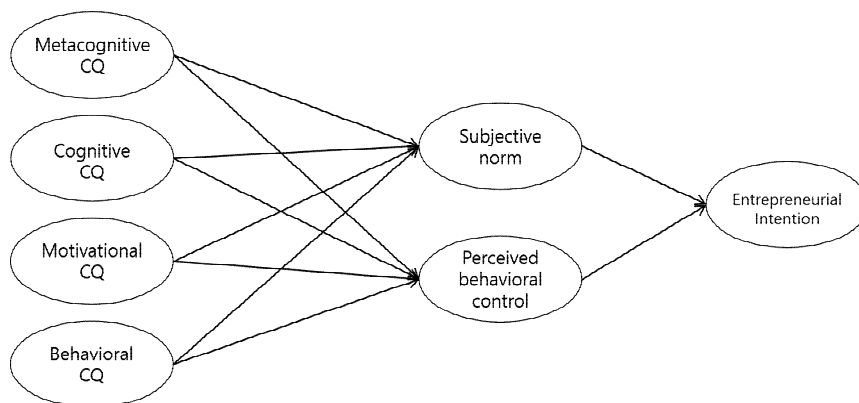 Metacognitive
CQ
Cognitive
CQ
Motivational
CQ
Behavioral
CQ
Subjective
norm
Perceived
behavioral
control
Entrepreneurial
Intention